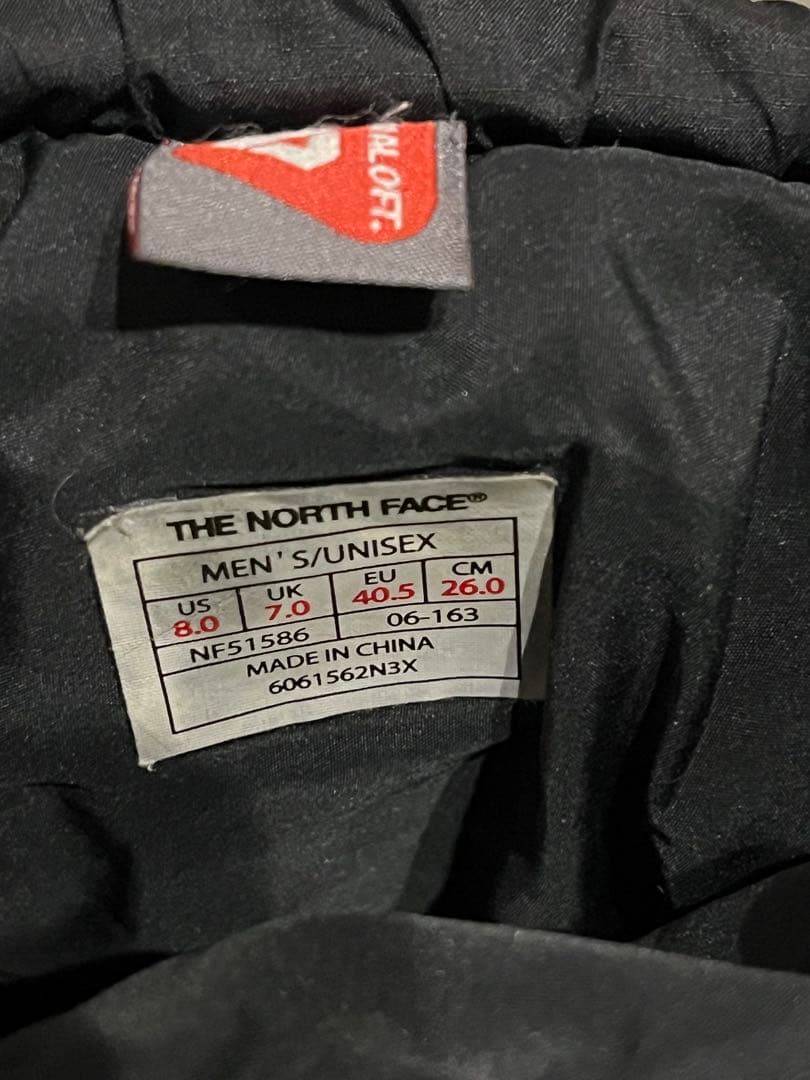 THE NORTH FACE®
MEN'S/UNISEX
US UK EU CM
8.0 7.0 40.5 26.0
NF51586 06-163
MADE IN CHINA
6061562N3X